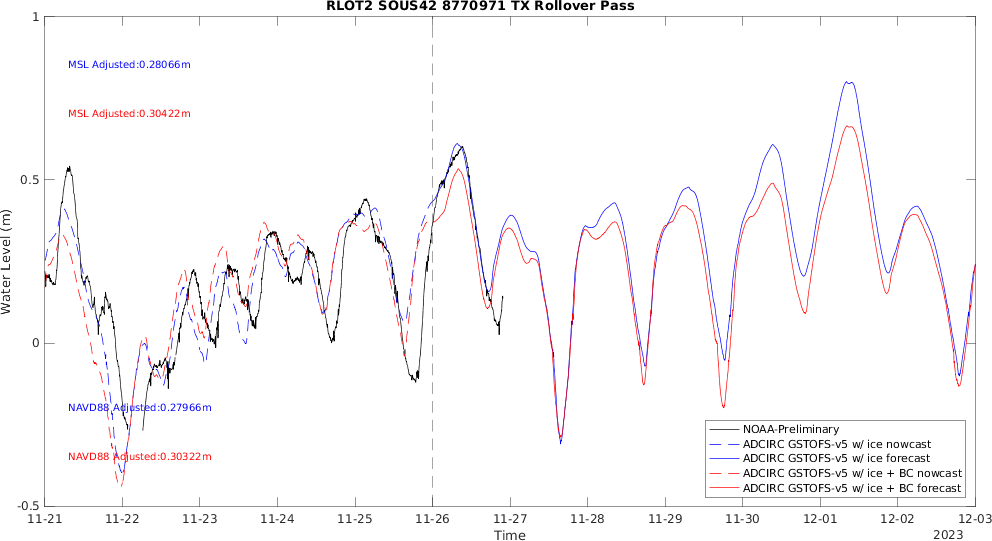 RLOT2 SOUS42 8770971 TX Rollover Pass
1
MSL Adjusted:0.28066m
MSL Adjusted:0.30422m
0.5
Water Level (m)
0
NAVD88 Adjusted:0.27966m
NAVD88 Adjusted:0.30322m
NOAA-Preliminary
ADCIRC GSTOFS-v5 w/ ice nowcast
ADCIRC GSTOFS-v5 w/ ice forecast
ADCIRC GSTOFS-v5 w/ ice + BC nowcast
ADCIRC GSTOFS-v5 w/ ice + BC forecast
-0.5
11-21 11-22 11-23 11-24 11-25 11-26 11-27 11-28 11-29 11-30 12-01 12-02 12-03
Time
2023